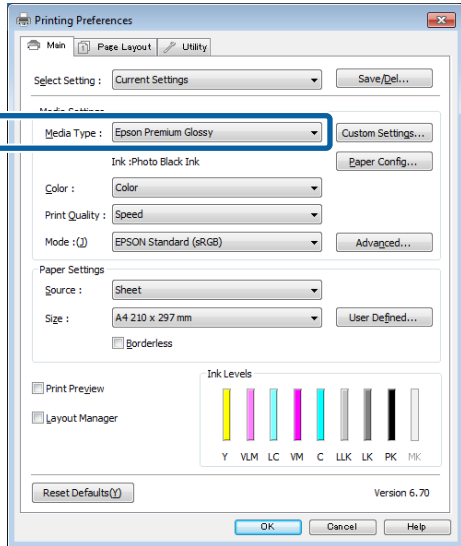 Printing Preferences
Main Page Layout Utility
Select Setting : Current Settings Save/Del...
Media Settings
Media Type : Epson Premium Glossy Custom Settings...
Ink :Photo Black Ink Paper Config...
Color : Color
Print Quality : Speed
Mode :(J) EPSON Standard (sRGB) Advanced...
Paper Settings
Source : Sheet
Size : A4 210 x 297 mm User Defined...
Borderless
Ink Levels
Print Preview
Layout Manager
Y VLM LC VM C LLK LK PK MK
Reset Defaults(Y) Version 6.70
OK Cancel Help